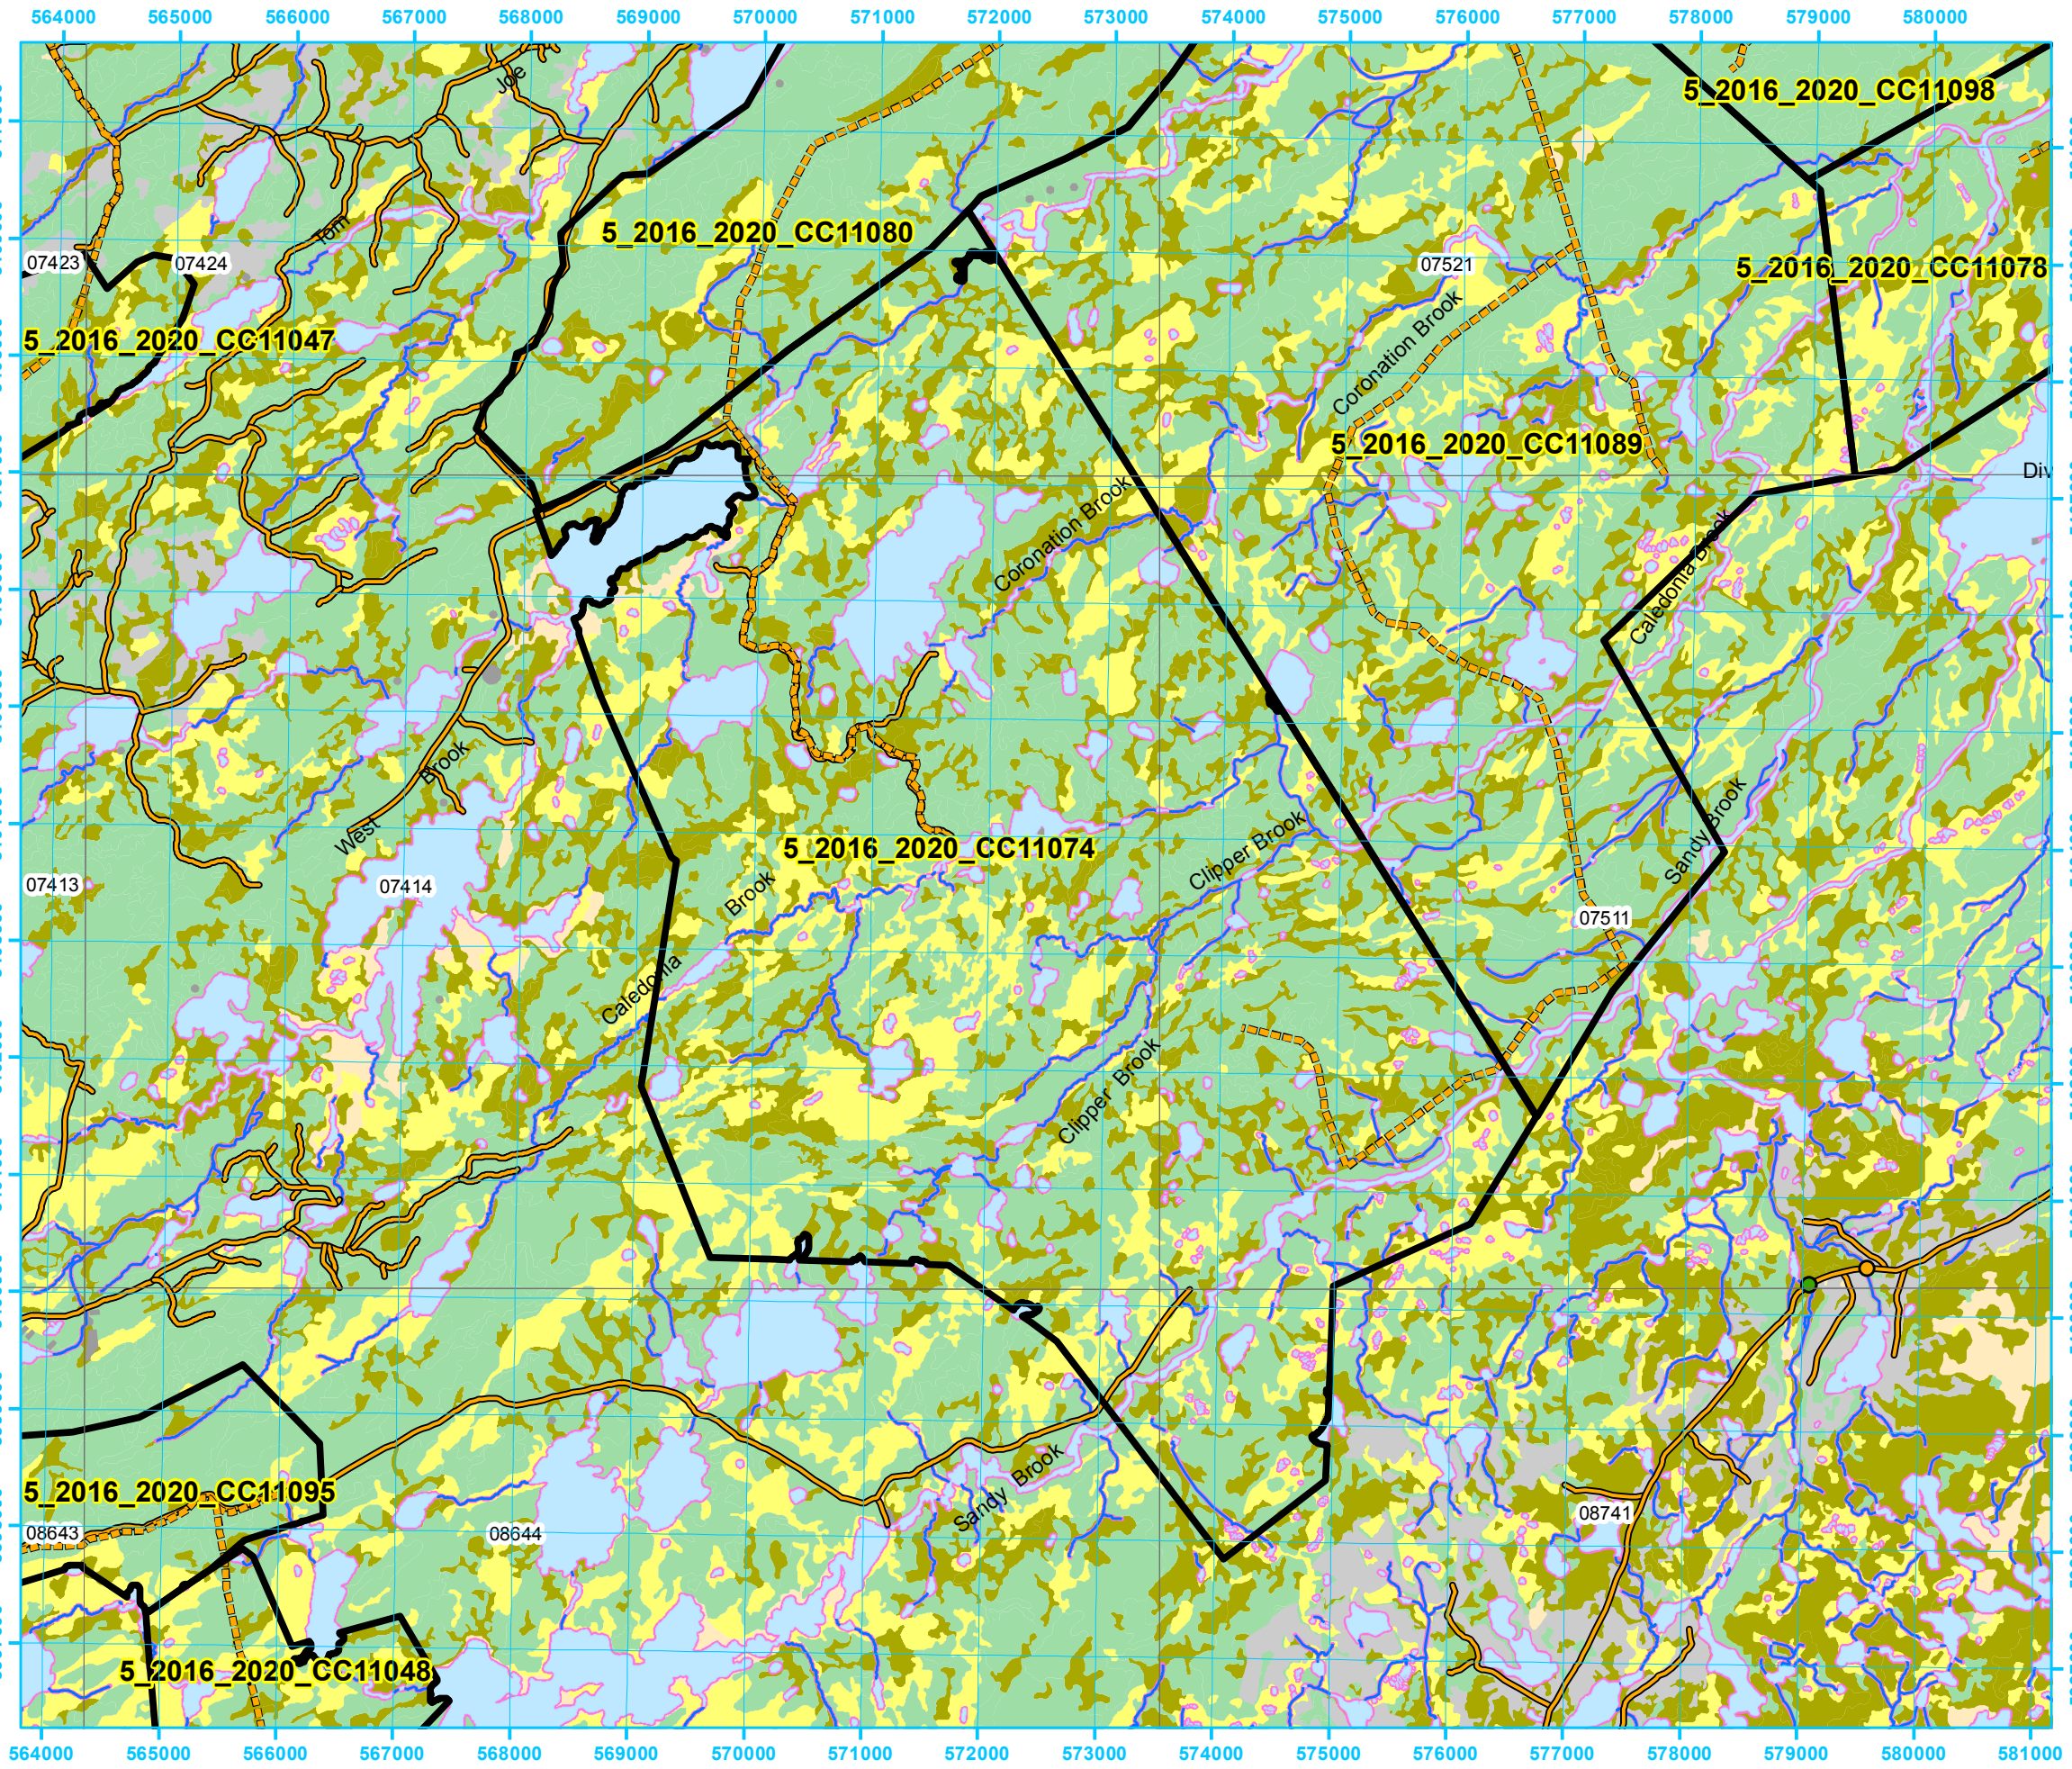 564000 565000 566000 567000 568000 569000 570000 571000 572000 573000 574000 575000 576000 577000 578000 579000 580000
Joe
5_2016_2020_CC11098
Tom
5_2016_2020_CC11080
07423
07424
07521
5_2016_2020_CC11078
Coronation Brook
5_2016_2020_CC11047
5_2016_2020_CC11089
Div
Coronation Brook
Caledonia Brook
Brook
West
Sandy Brook
Clipper Brook
5_2016_2020_CC11074
07413
07414
Brook
07511
Caledonia
Clipper Brook
5_2016_2020_CC11095
Sandy Brook
08643
08644
08741
5_2016_2020_CC11048
564000 565000 566000 567000 568000 569000 570000 571000 572000 573000 574000 575000 576000 577000 578000 579000 580000 581000